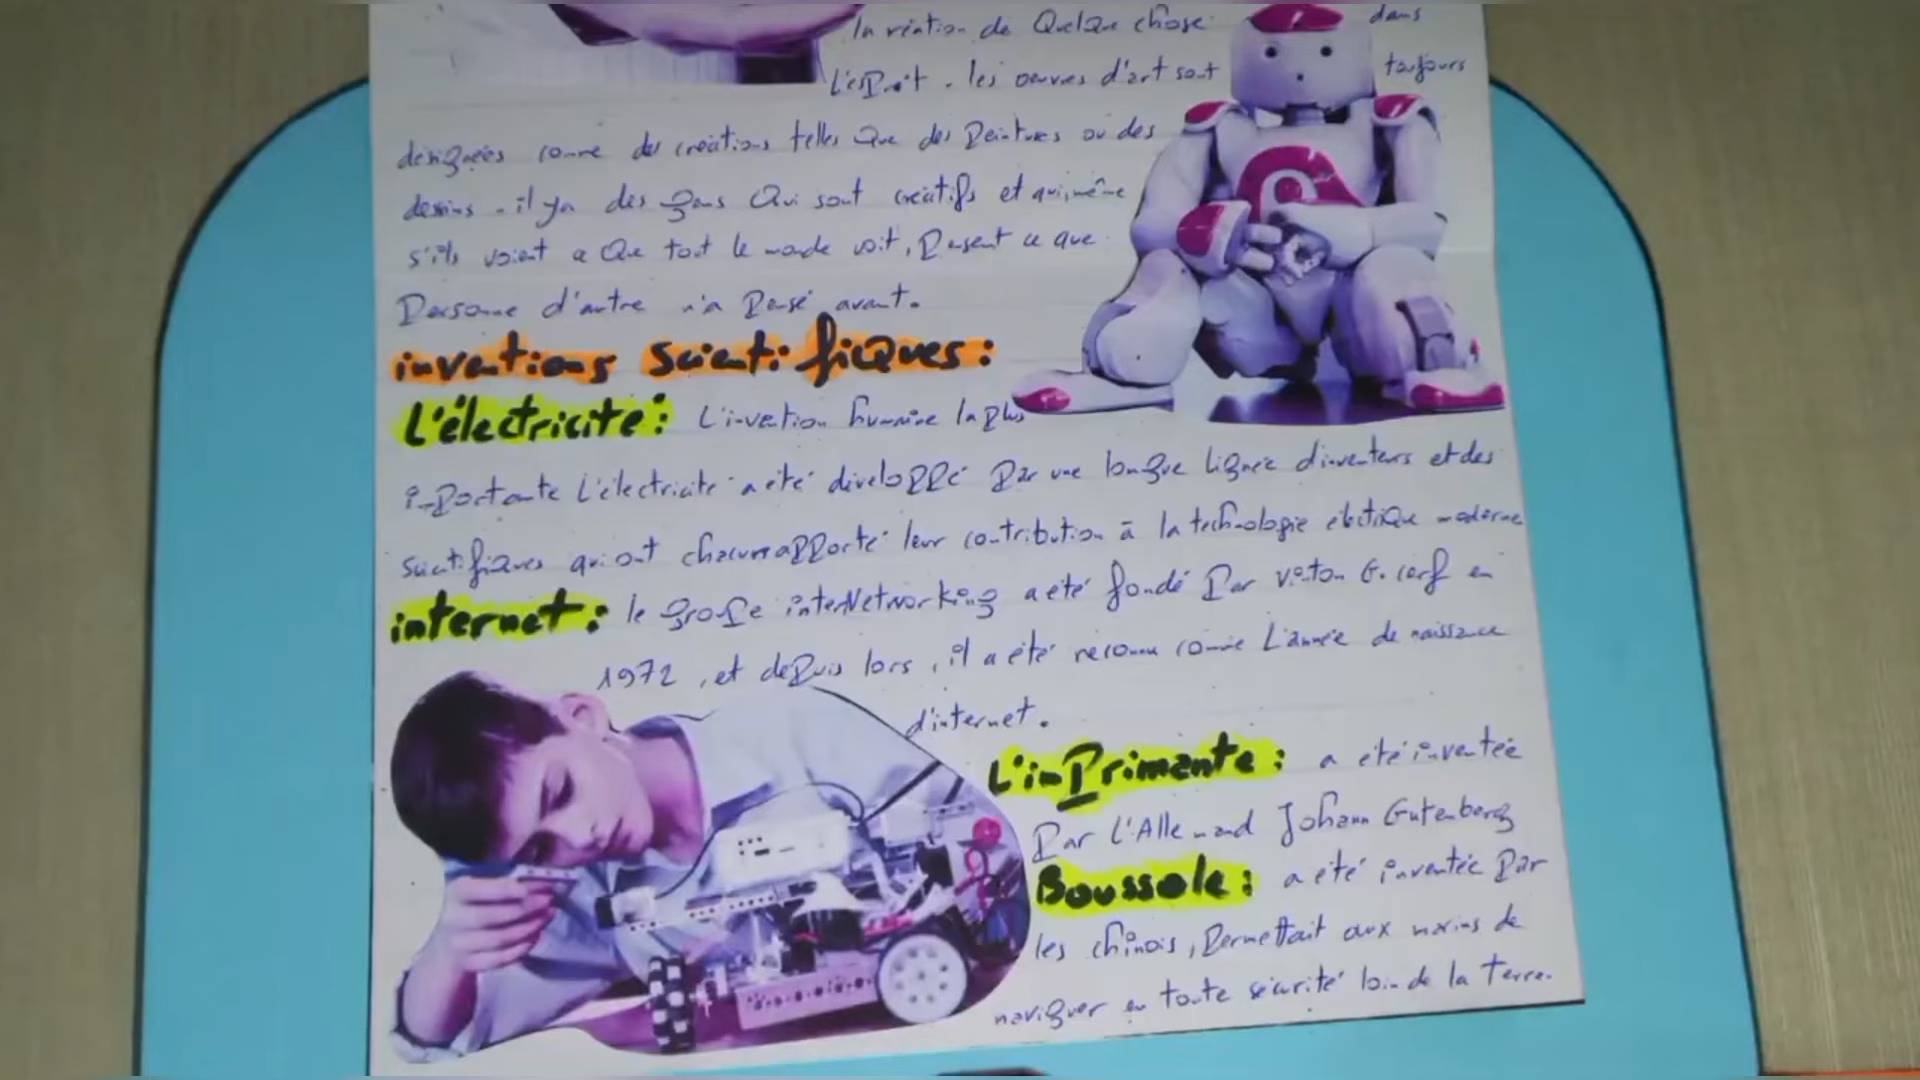 la réation de Quelque chose dans
L'esprit. les oeuvres d'art sont toujours
désignées comme des créations telles Que des Peintures ou des
dessins. il ya des gens Qui sont créatifs et qui, même
s'ils voient ce Que tout le monde voit, Pensent ce que
Personne d'autre n'a Pensé avant.
inventions scientifiques:
L'électricité: L'invention humaine la plus
importante L'électricité a été développé Par une longue lignée d'inventeurs et des
scientifiques qui ont chacun apporté leur contribution à la technologie électrique moderne
internet: le groupe interNetworking a été fondé Par vinton G. cerf en
1972, et depuis lors, il a été reconnu comme L'année de naissance
d'internet.
L'imPrimante: a été inventée
Par L'Allemand Johann Gutenberg
Boussole: a été inventée Par
les chinois, Permettait aux marins de
naviguer en toute sécurité loin de la Terre.